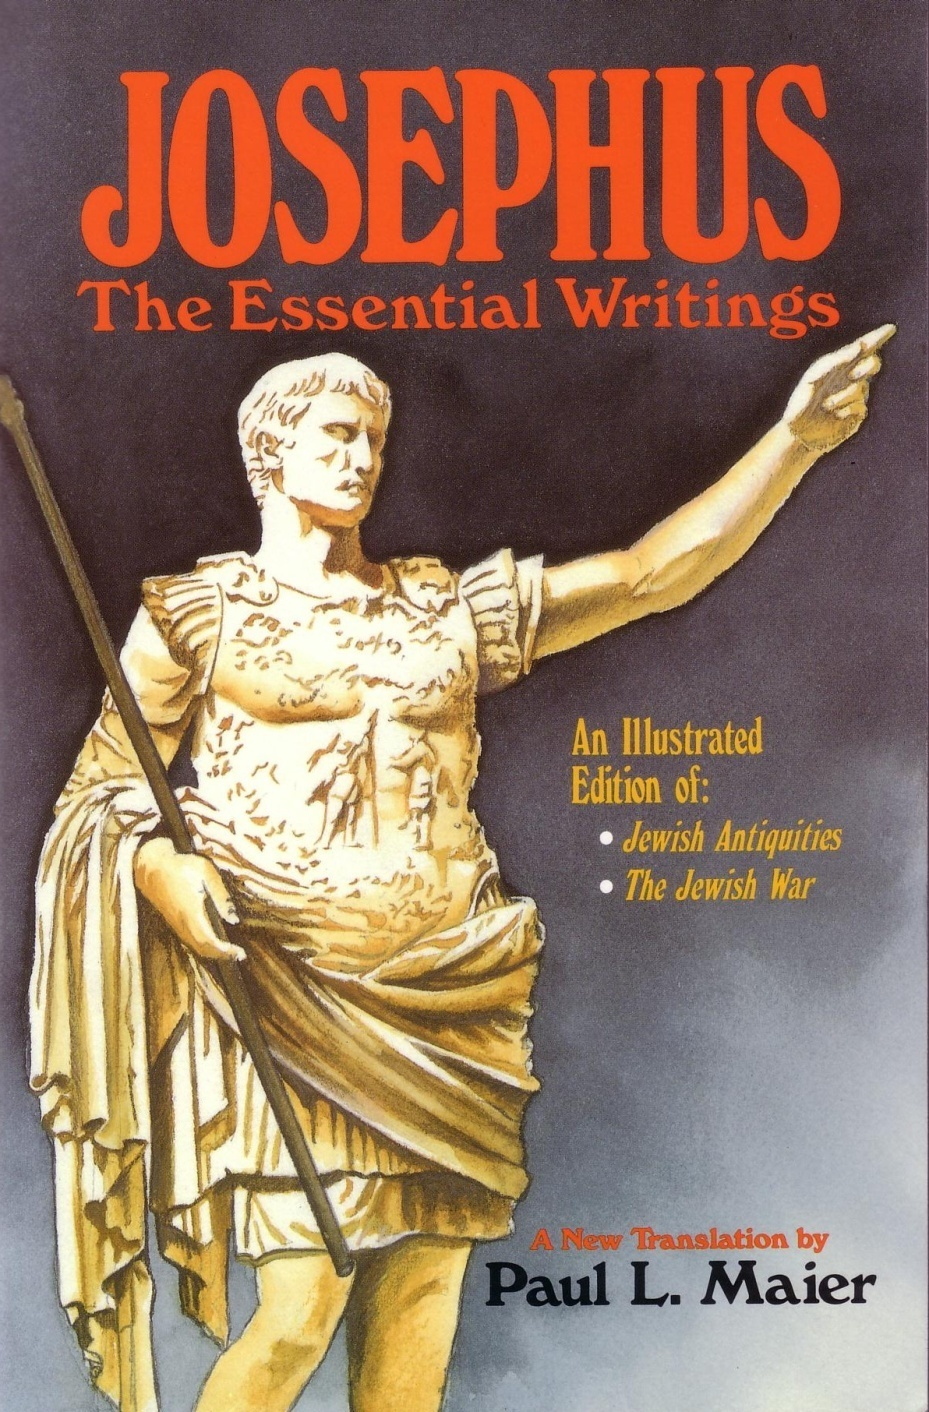 JOSEPHUS
The Essential Writings
An Illustrated
Edition of:
• Jewish Antiquities
• The Jewish War
A New Translation by
Paul L. Maier